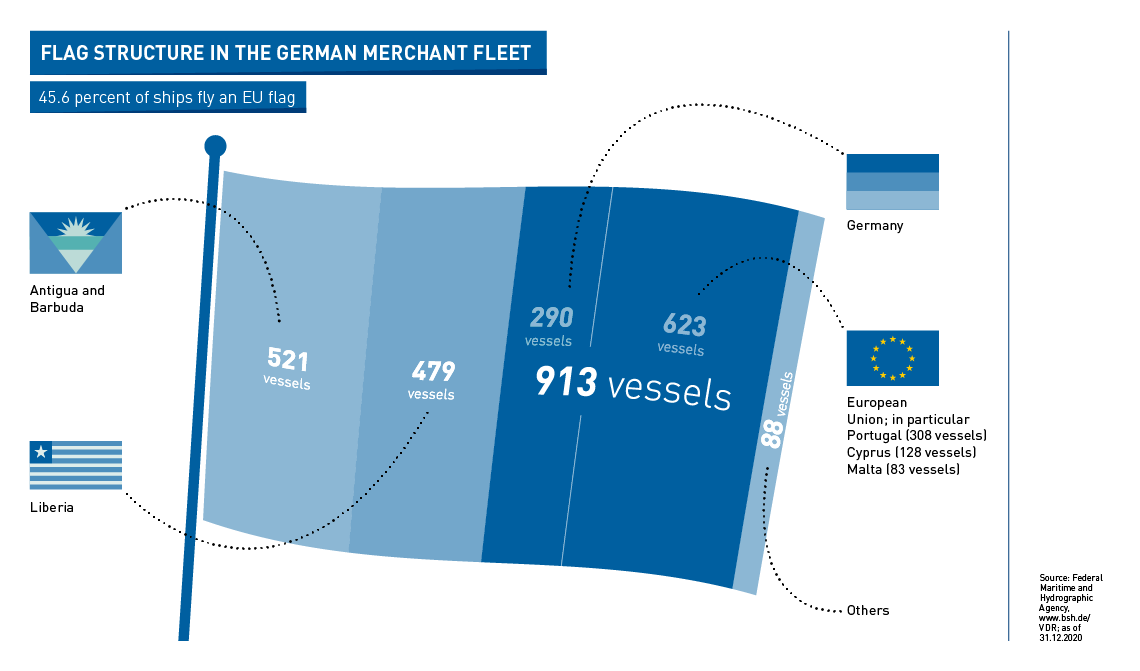 FLAG STRUCTURE IN THE GERMAN MERCHANT FLEET
45.6 percent of ships fly an EU flag
Antigua and
Barbuda
Liberia
521
vessels
479
vessels
290
vessels
623
vessels
913 vessels
88 vessels
Germany
European
Union; in particular
Portugal (308 vessels)
Cyprus (128 vessels)
Malta (83 vessels)
Others
Source: Federal
Maritime and
Hydrographic
Agency,
www.bsh.de/
VDR; as of
31.12.2020